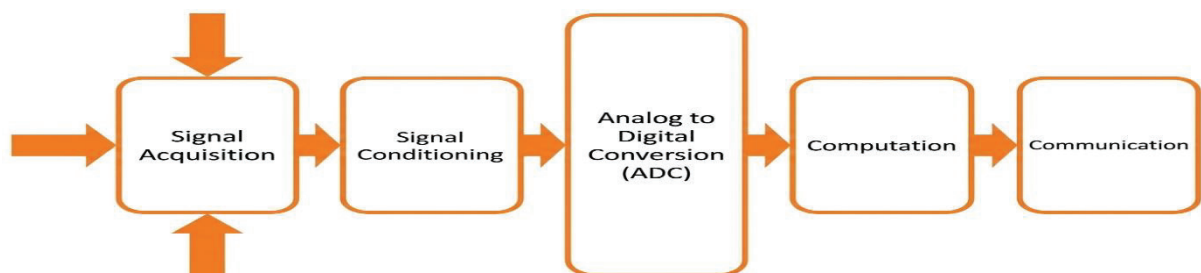 Signal
Acquisition
Signal
Conditioning
Analog to
Digital
Conversion
(ADC)
Computation
Communication